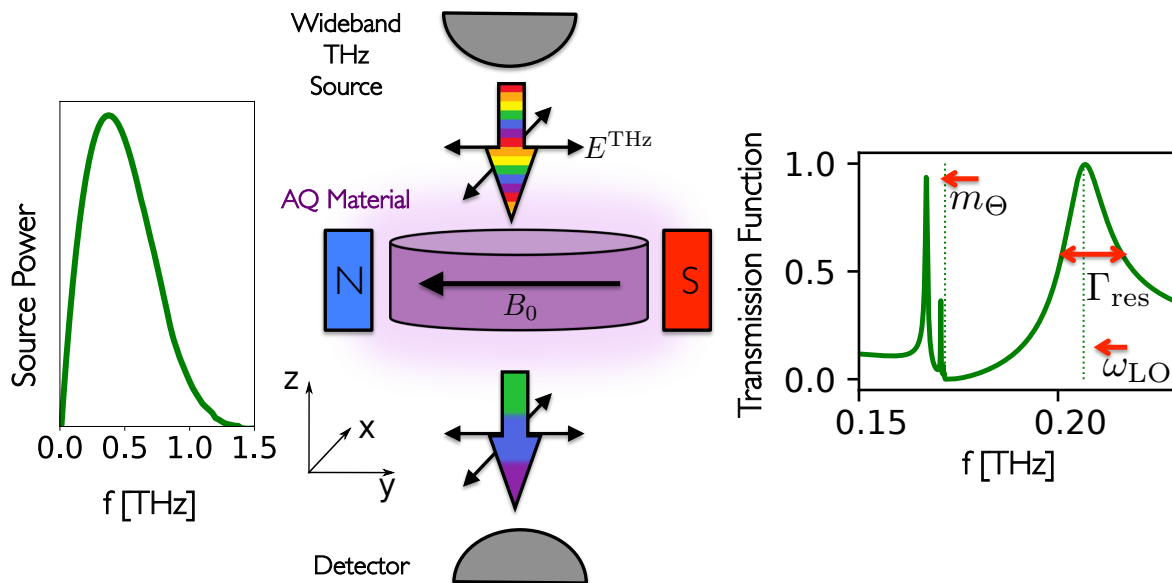 Wideband
THz
Source
E^THz
AQ Material
N
S
B_0
z
x
y
Detector
Source Power
0.0 0.5 1.0 1.5
f [THz]
Transmission Function
1.0
0.5
0.0
m_Θ
Γ_res
ω_LO
0.15 0.20
f [THz]